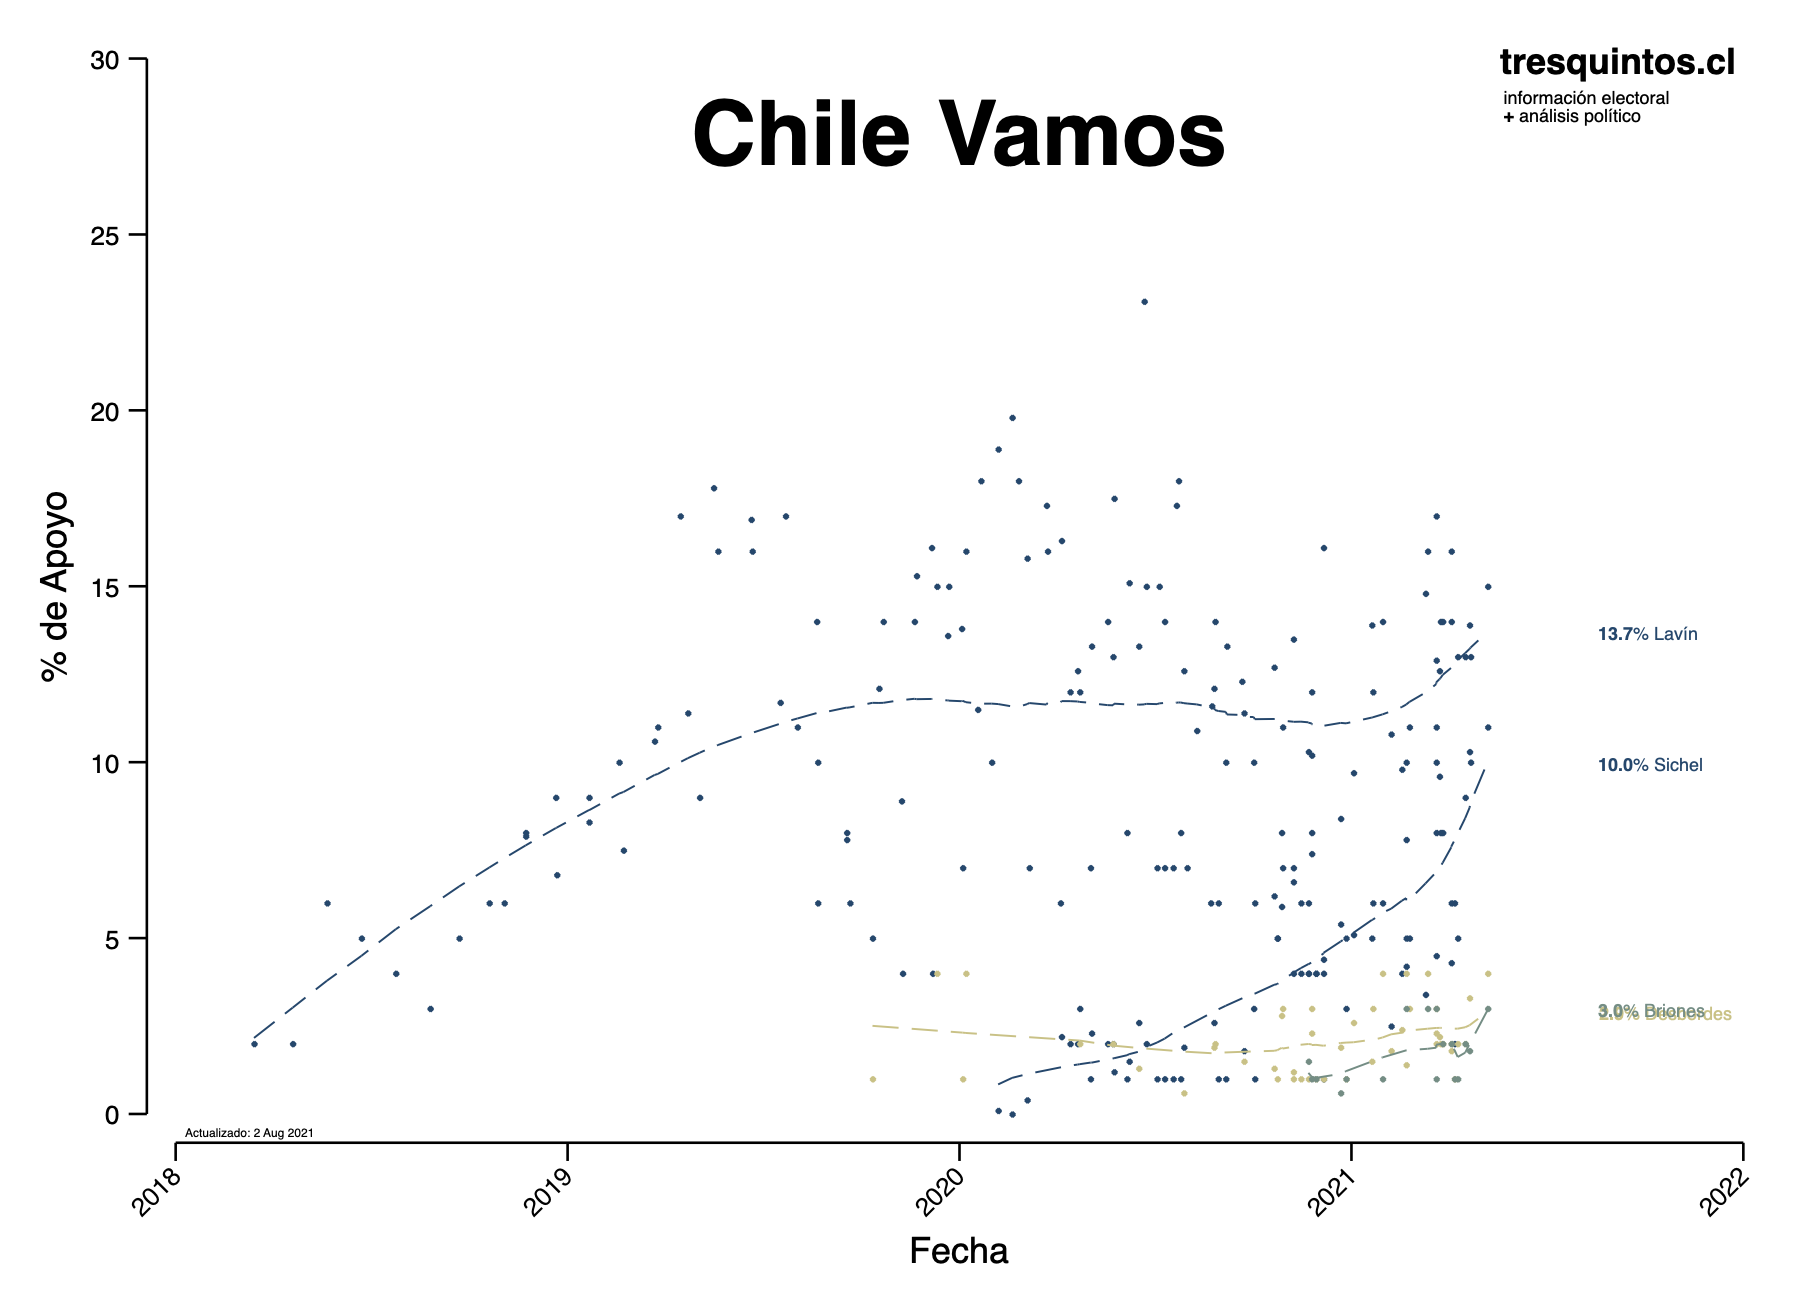 tresquintos.cl
información electoral
+ análisis político
Chile Vamos
% de Apoyo
30
25
20
15
10
5
0
13.7% Lavín
10.0% Sichel
3.0% Briones
Desbordes
Actualizado: 2 Aug 2021
2018
2019
2020
2021
2022
Fecha